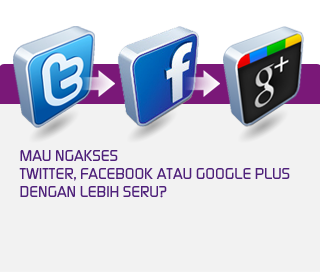 t f g+
MAU NGAKSES
TWITTER, FACEBOOK ATAU GOOGLE PLUS
DENGAN LEBIH SERU?